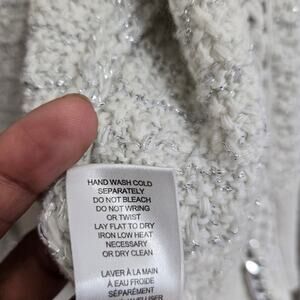 HAND WASH COLD
SEPARATELY
DO NOT BLEACH
DO NOT WRING
OR TWIST
LAY FLAT TO DRY
IRON LOW HEAT
NECESSARY
OR DRY CLEAN
LAVER À LA MAIN
À EAU FROIDE
SÉPARÉMENT